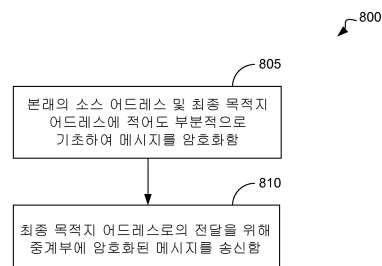 800
805
본래의 소스 어드레스 및 최종 목적지
어드레스에 적어도 부분적으로
기초하여 메시지를 암호화함
810
최종 목적지 어드레스로의 전달을 위해
중계부에 암호화된 메시지를 송신함